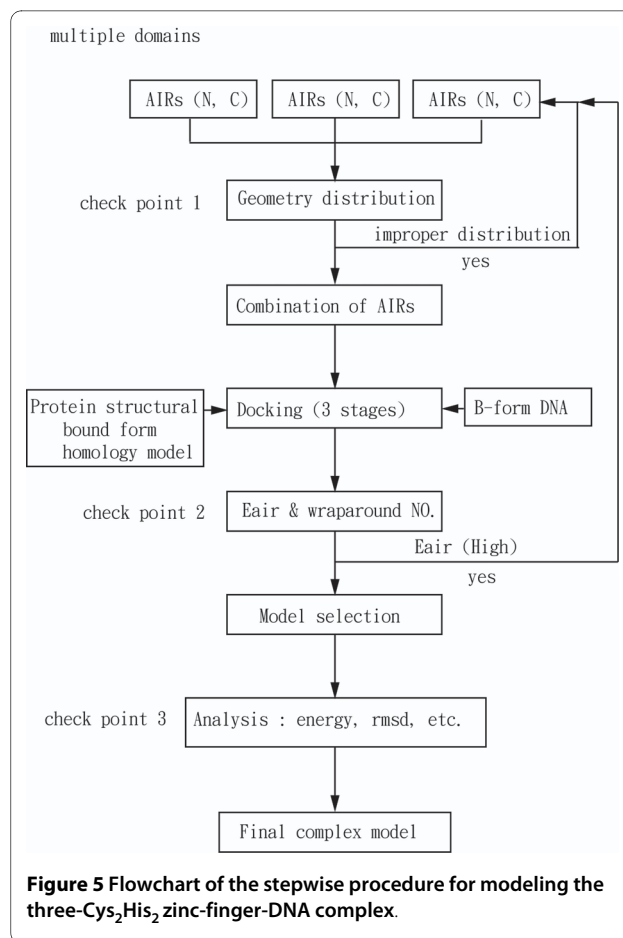 multiple domains
AIRs (N, C) AIRs (N, C) AIRs (N, C)
check point 1 Geometry distribution
improper distribution
yes
Combination of AIRs
Protein structural
bound form
homology model
Docking (3 stages)
B-form DNA
check point 2 Eair & wraparound NO.
Eair (High)
yes
Model selection
check point 3 Analysis : energy, rmsd, etc.
Final complex model
Figure 5 Flowchart of the stepwise procedure for modeling the
three-Cys₂His₂ zinc-finger-DNA complex.